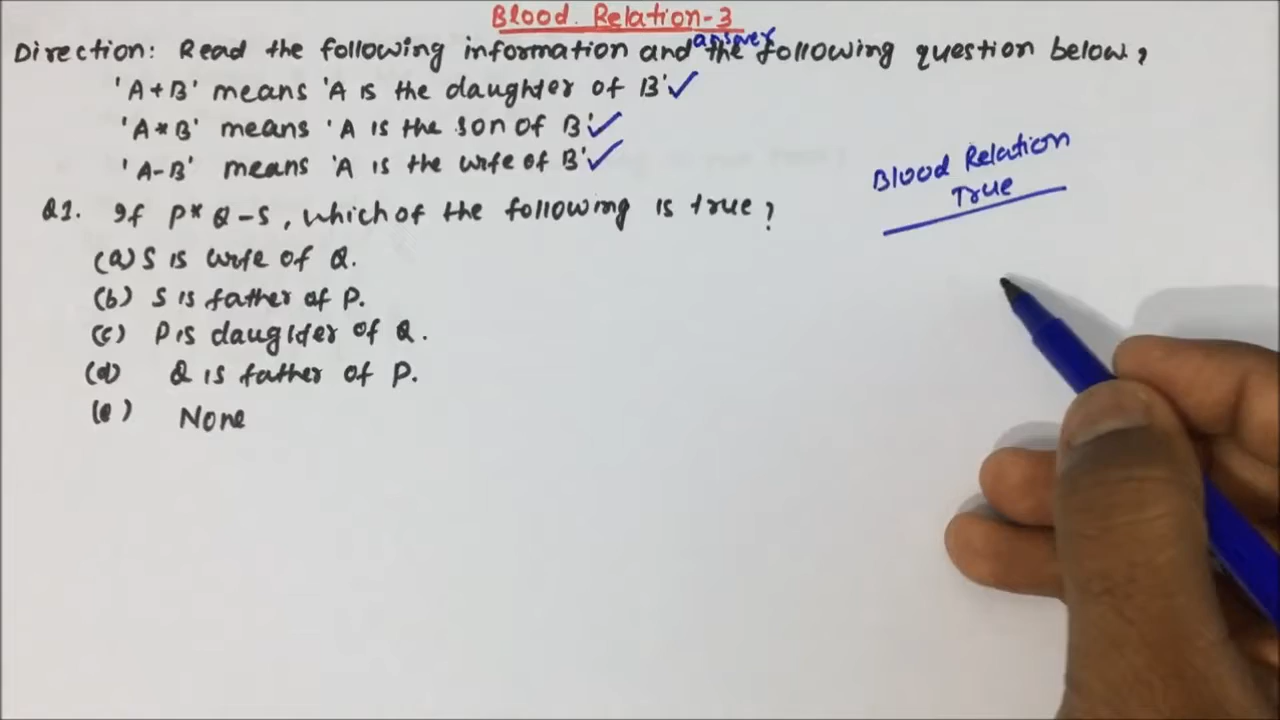 Blood Relation-3
answer
Direction: Read the following information and the following question below,
'A+B' means 'A is the daughter of B' ✓
'A*B' means 'A is the son of B' ✓
'A-B' means 'A is the wife of B' ✓
Blood Relation
True
Q1. If P* Q-S, which of the following is true?
(a) S is wife of Q.
(b) S is father of P.
(c) P is daughter of Q.
(d) Q is father of P.
(e) None